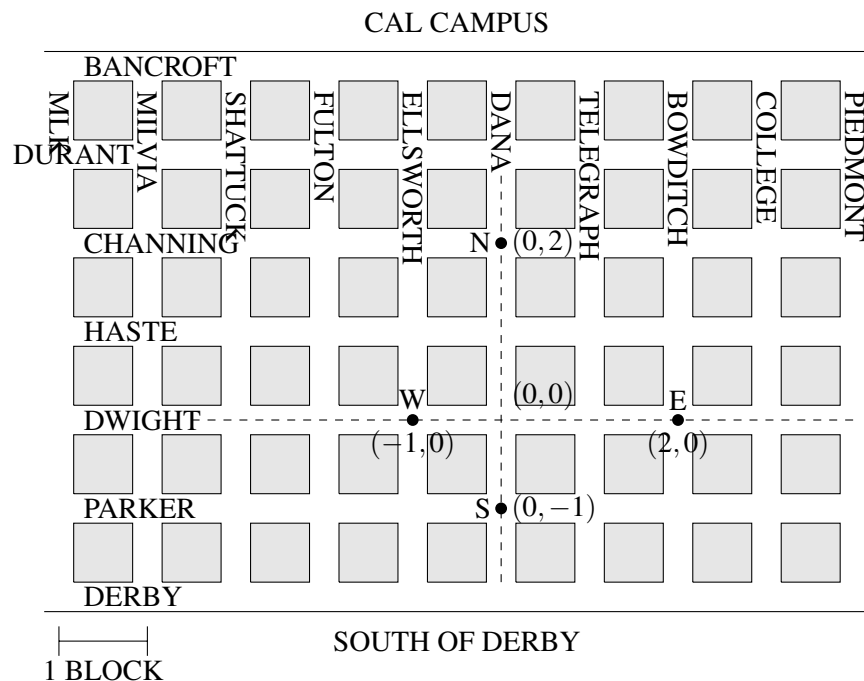 CAL CAMPUS
BANCROFT
MLK
MILVIA
SHATTUCK
FULTON
ELLSWORTH
DANA
TELEGRAPH
BOWDITCH
COLLEGE
PIEDMONT
DURANT
CHANNING
N (0,2)
HASTE
W
(0,0)
E
DWIGHT
(−1,0)
(2,0)
PARKER
S (0,−1)
DERBY
SOUTH OF DERBY
1 BLOCK